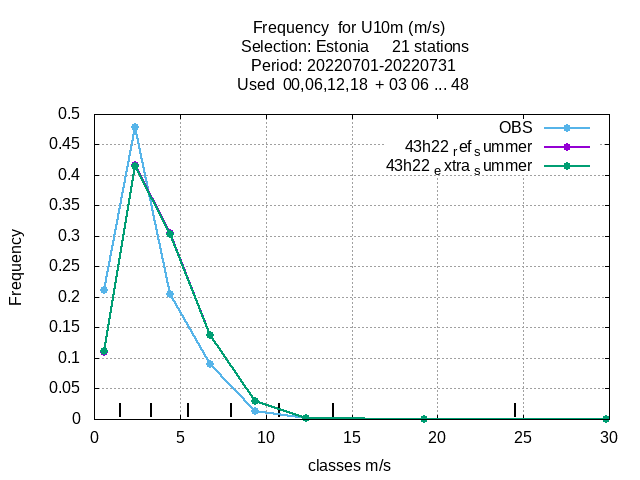 Frequency for U10m (m/s)
Selection: Estonia 21 stations
Period: 20220701-20220731
Used 00,06,12,18 + 03 06 ... 48
0.5
0.45
0.4
0.35
0.3
0.25
0.2
0.15
0.1
0.05
0
OBS
43h22 ref summer
43h22 extra summer
Frequency
0 5 10 15 20 25 30
classes m/s